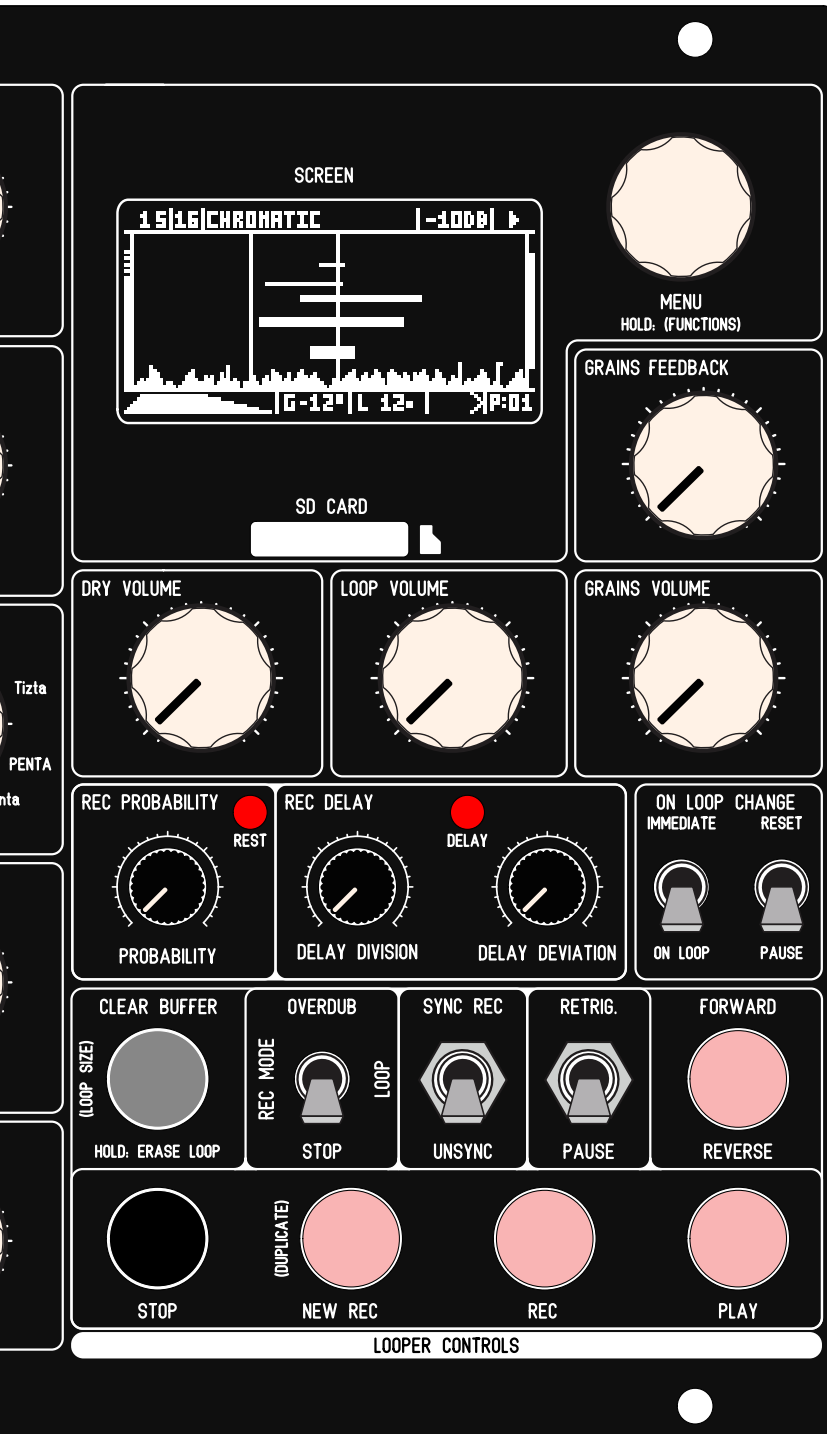 SCREEN
15|16|CHROMATIC |-10DB|
G-12 | L 12 | P:01
MENU
HOLD: (FUNCTIONS)
GRAINS FEEDBACK
SD CARD
DRY VOLUME
LOOP VOLUME
GRAINS VOLUME
Tizta
PENTA
nta
REC PROBABILITY
REST
PROBABILITY
REC DELAY
DELAY
DELAY DIVISION
DELAY DEVIATION
ON LOOP CHANGE
IMMEDIATE RESET
ON LOOP PAUSE
CLEAR BUFFER
(LOOP SIZE)
HOLD: ERASE LOOP
OVERDUB
REC MODE
LOOP
STOP
SYNC REC
UNSYNC
RETRIG.
PAUSE
FORWARD
REVERSE
STOP
(DUPLICATE)
NEW REC
REC
PLAY
LOOPER CONTROLS